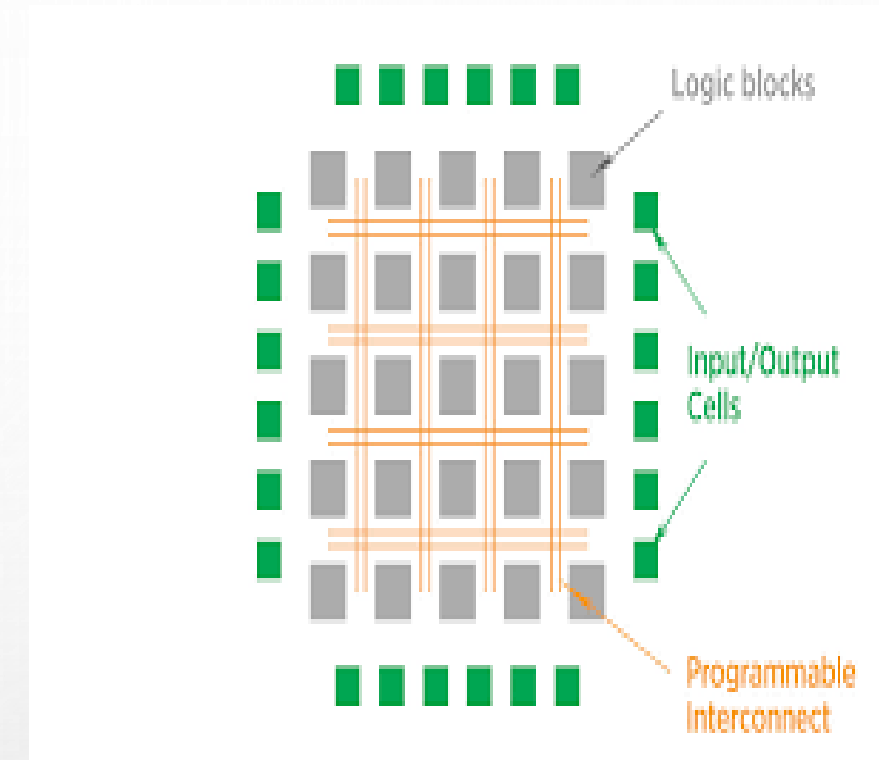 Logic blocks
Input/Output
Cells
Programmable
Interconnect